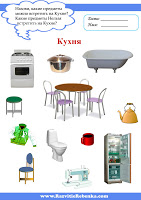 Назови, какие предметы
можно встретить на Кухне?
Какие предметы Нельзя
встретить на Кухне?
Дата:
Имя:
Кухня
www.RazvitieRebenka.com